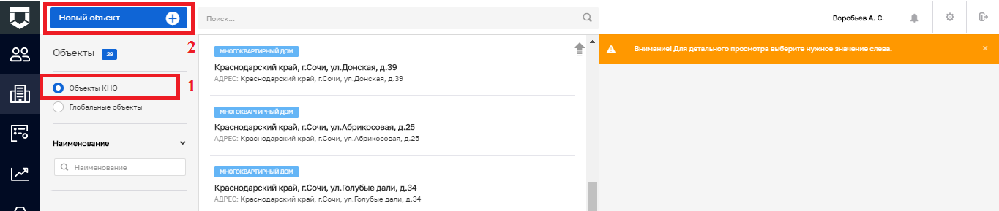 Новый объект
Поиск...
Воробьев А. С.
2
Объекты 29
1
Объекты КНО
Глобальные объекты
Наименование
Наименование
МНОГОКВАРТИРНЫЙ ДОМ
Краснодарский край, г.Сочи, ул.Донская, д.39
АДРЕС: Краснодарский край, г.Сочи, ул.Донская, д.39
МНОГОКВАРТИРНЫЙ ДОМ
Краснодарский край, г.Сочи, ул.Абрикосовая, д.25
АДРЕС: Краснодарский край, г.Сочи, ул.Абрикосовая, д.25
МНОГОКВАРТИРНЫЙ ДОМ
Краснодарский край, г.Сочи, ул.Голубые дали, д.34
АДРЕС: Краснодарский край, г.Сочи, ул.Голубые дали, д.34
Внимание! Для детального просмотра выберите нужное значение слева.